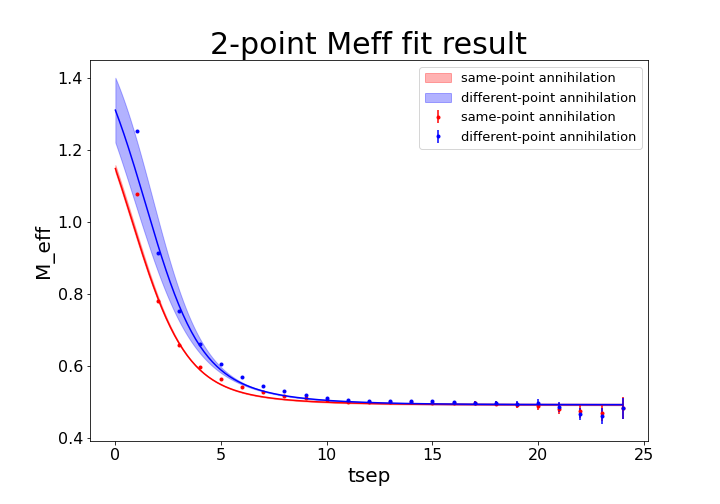 2-point Meff fit result
same-point annihilation
different-point annihilation
same-point annihilation
different-point annihilation
M_eff
1.4
1.2
1.0
0.8
0.6
0.4
0 5 10 15 20 25
tsep